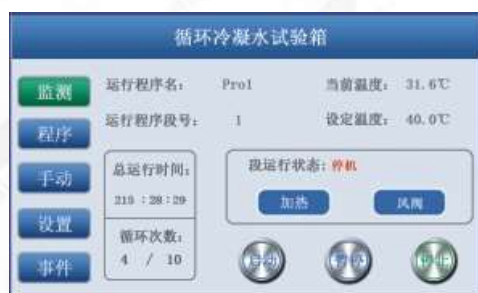 循环冷凝水试验箱
监测
运行程序名: Pro1 当前温度: 31.6℃
程序
运行程序段号: 1 设定温度: 40.0℃
手动
总运行时间:
215 : 28 : 29
段运行状态: 停机
加热 风阀
设置
循环次数:
4 / 10
启动 暂停 停止
事件